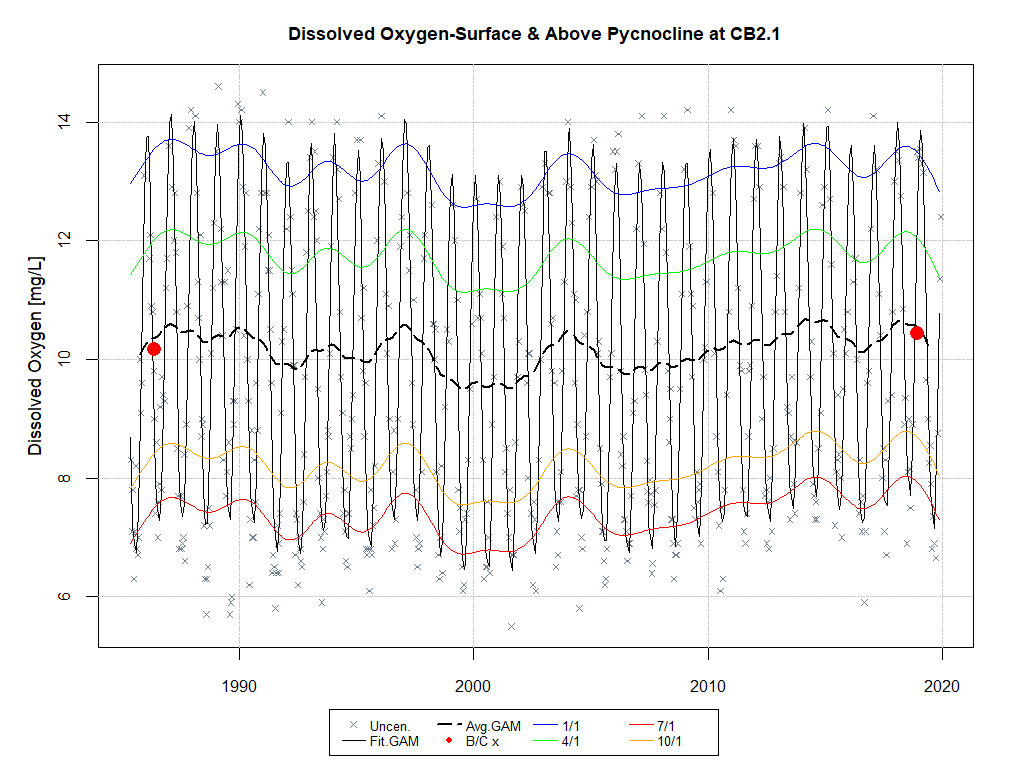 Dissolved Oxygen-Surface & Above Pycnocline at CB2.1
Dissolved Oxygen [mg/L]
14
12
10
8
6
1990 2000 2010 2020
Uncen. Avg.GAM 1/1 7/1
Fit.GAM B/C x 4/1 10/1